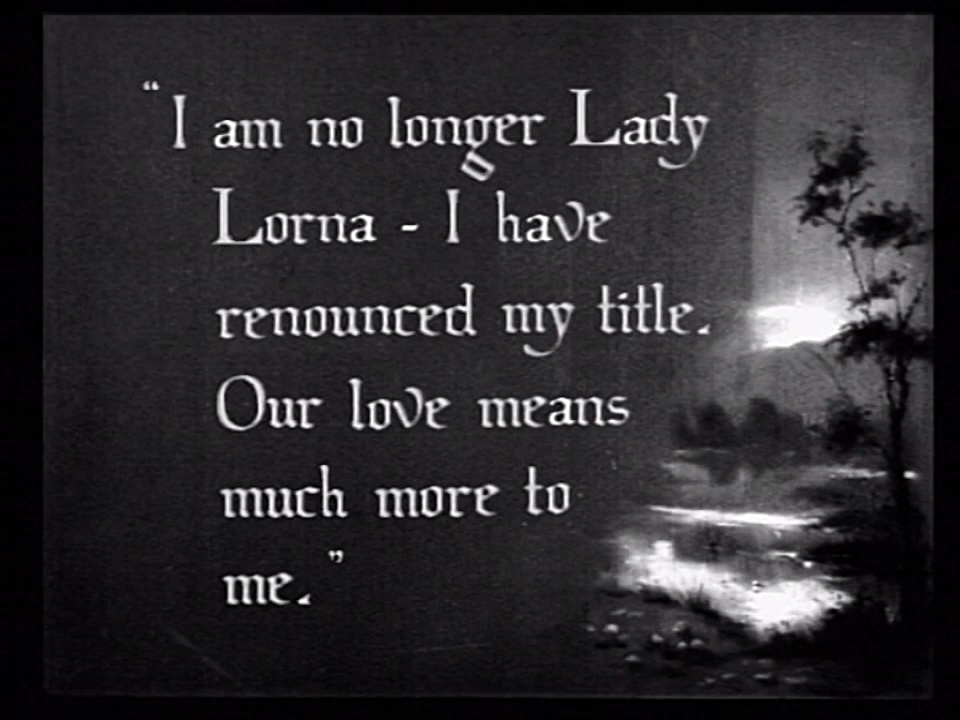 “I am no longer Lady
Lorna - I have
renounced my title.
Our love means
much more to
me.”